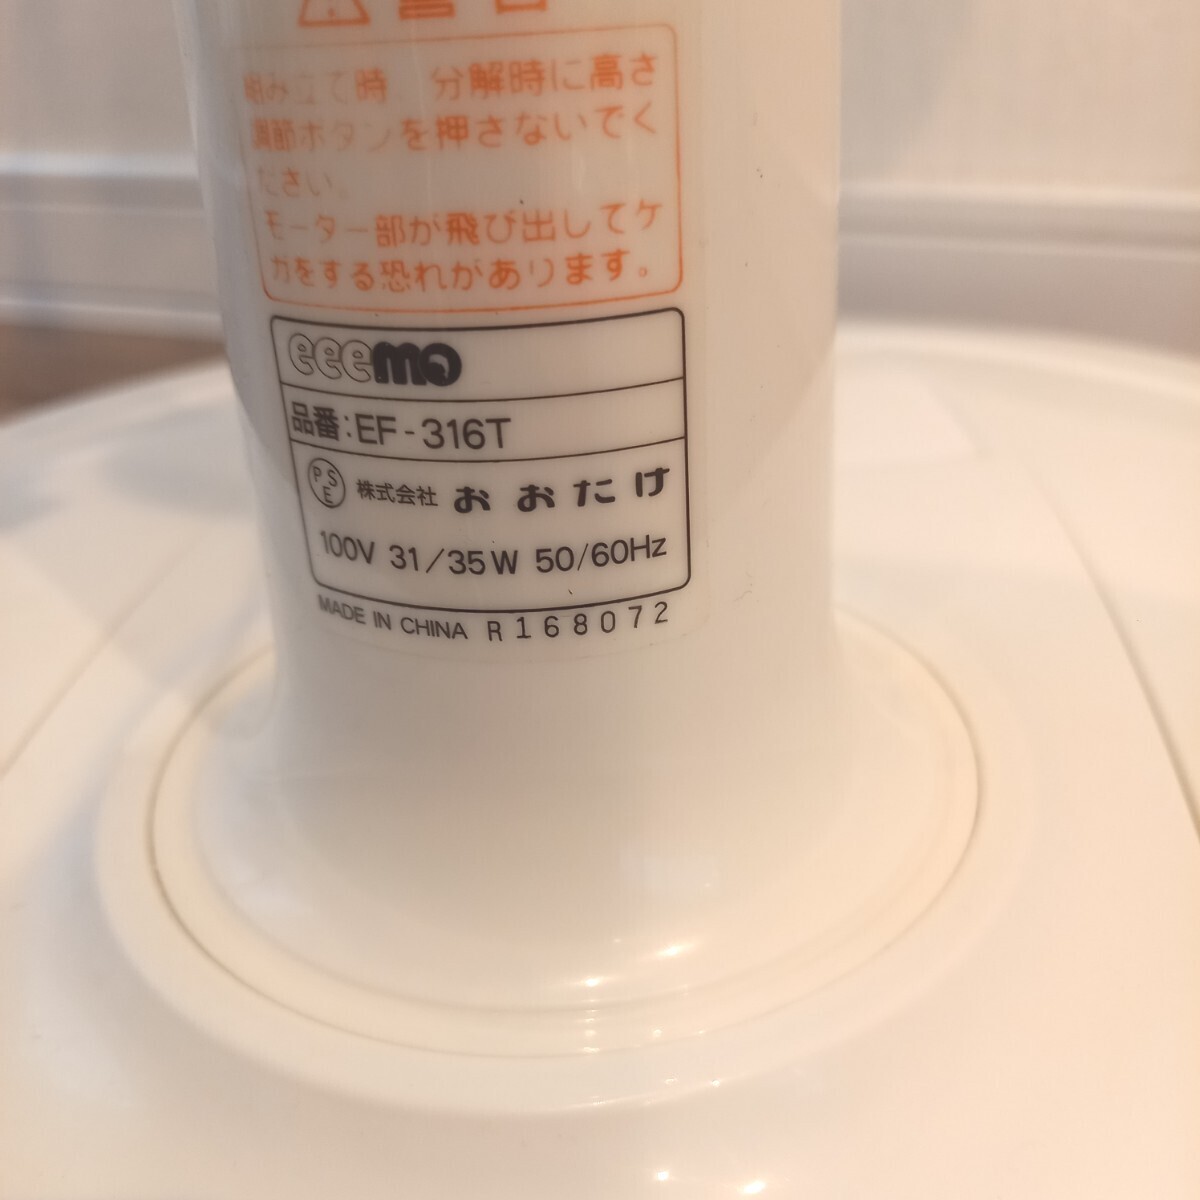 警告
組み立て時、分解時に高さ
調節ボタンを押さないでく
ださい。
モーター部が飛び出してケ
ガをする恐れがあります。
eeemo
品番:EF-316T
PSE 株式会社 おおたけ
100V 31/35W 50/60Hz
MADE IN CHINA R168072